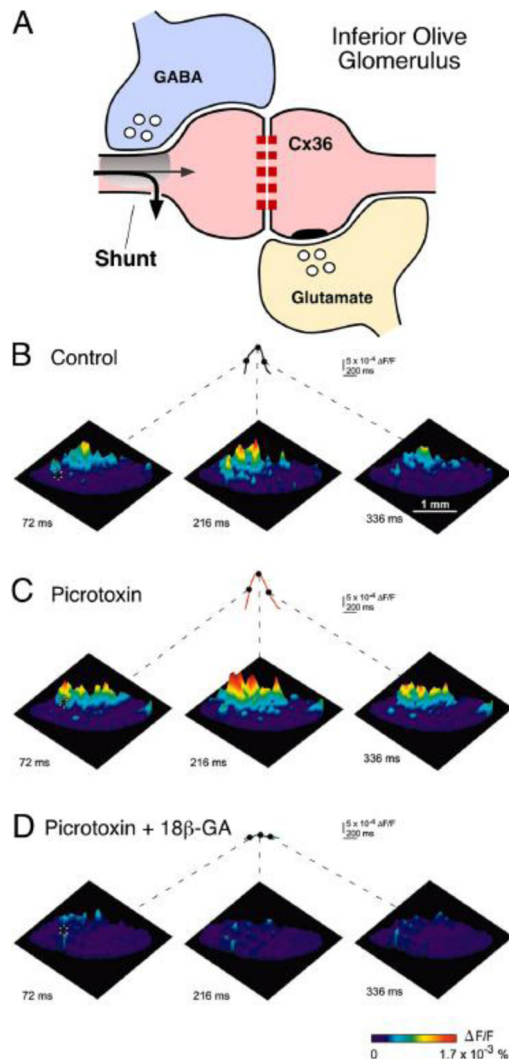 A
Inferior Olive
Glomerulus
GABA
Cx36
Shunt
Glutamate
B Control
5 x 10⁻⁴ ΔF/F
200 ms
72 ms
216 ms
336 ms
1 mm
C Picrotoxin
5 x 10⁻⁴ ΔF/F
200 ms
72 ms
216 ms
336 ms
D Picrotoxin + 18β-GA
5 x 10⁻⁴ ΔF/F
200 ms
72 ms
216 ms
336 ms
ΔF/F
0 1.7 x 10⁻³ %